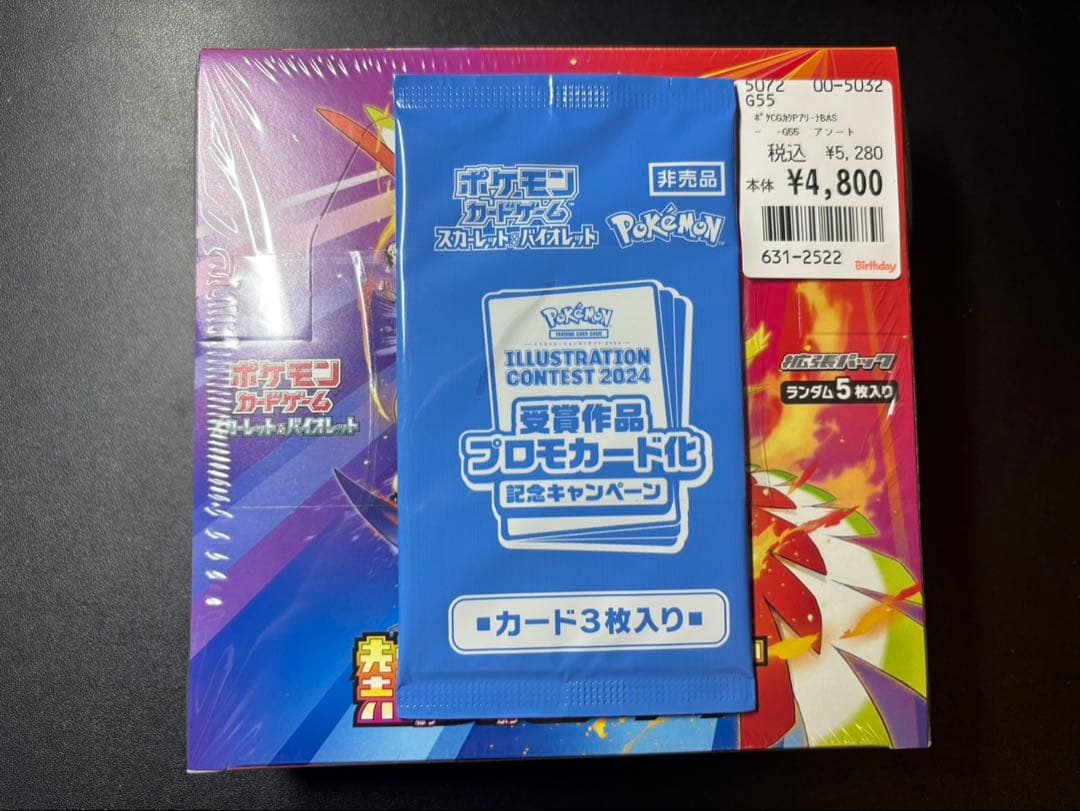 5072 00-5032
G55
ﾎﾟｹCGｶｸPｱﾘｰﾅBAS
- -G55 アソート
税込 ¥5,280
本体 ¥4,800
631-2522
Birthday
ポケモン
カードゲーム
スカーレット&バイオレット
非売品
POKÉMON
POKÉMON
TRADING CARD GAME
ILLUSTRATION
CONTEST 2024
受賞作品
プロモカード化
記念キャンペーン
■カード3枚入り■
ポケモン
カードゲーム
カーレット&バイオレット
拡張パック
ランダム5枚入り